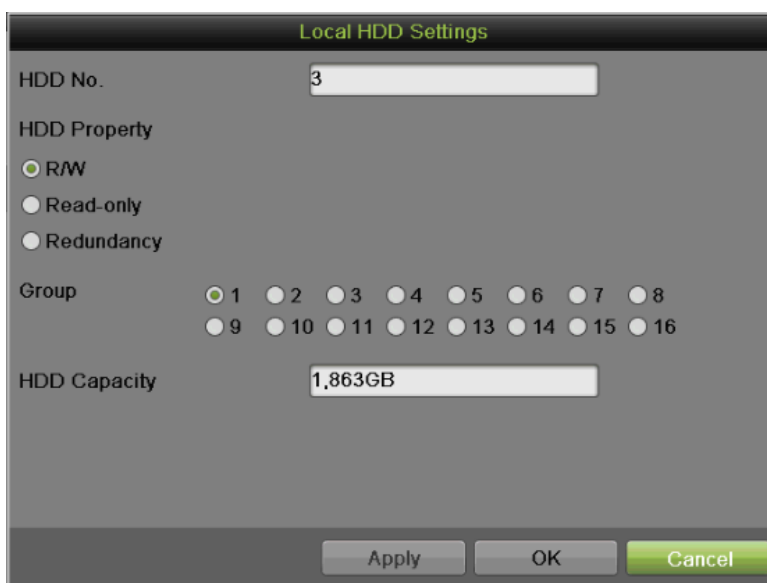 Local HDD Settings
HDD No. 3
HDD Property
R/W
Read-only
Redundancy
Group 1 2 3 4 5 6 7 8
9 10 11 12 13 14 15 16
HDD Capacity 1,863GB
Apply OK Cancel